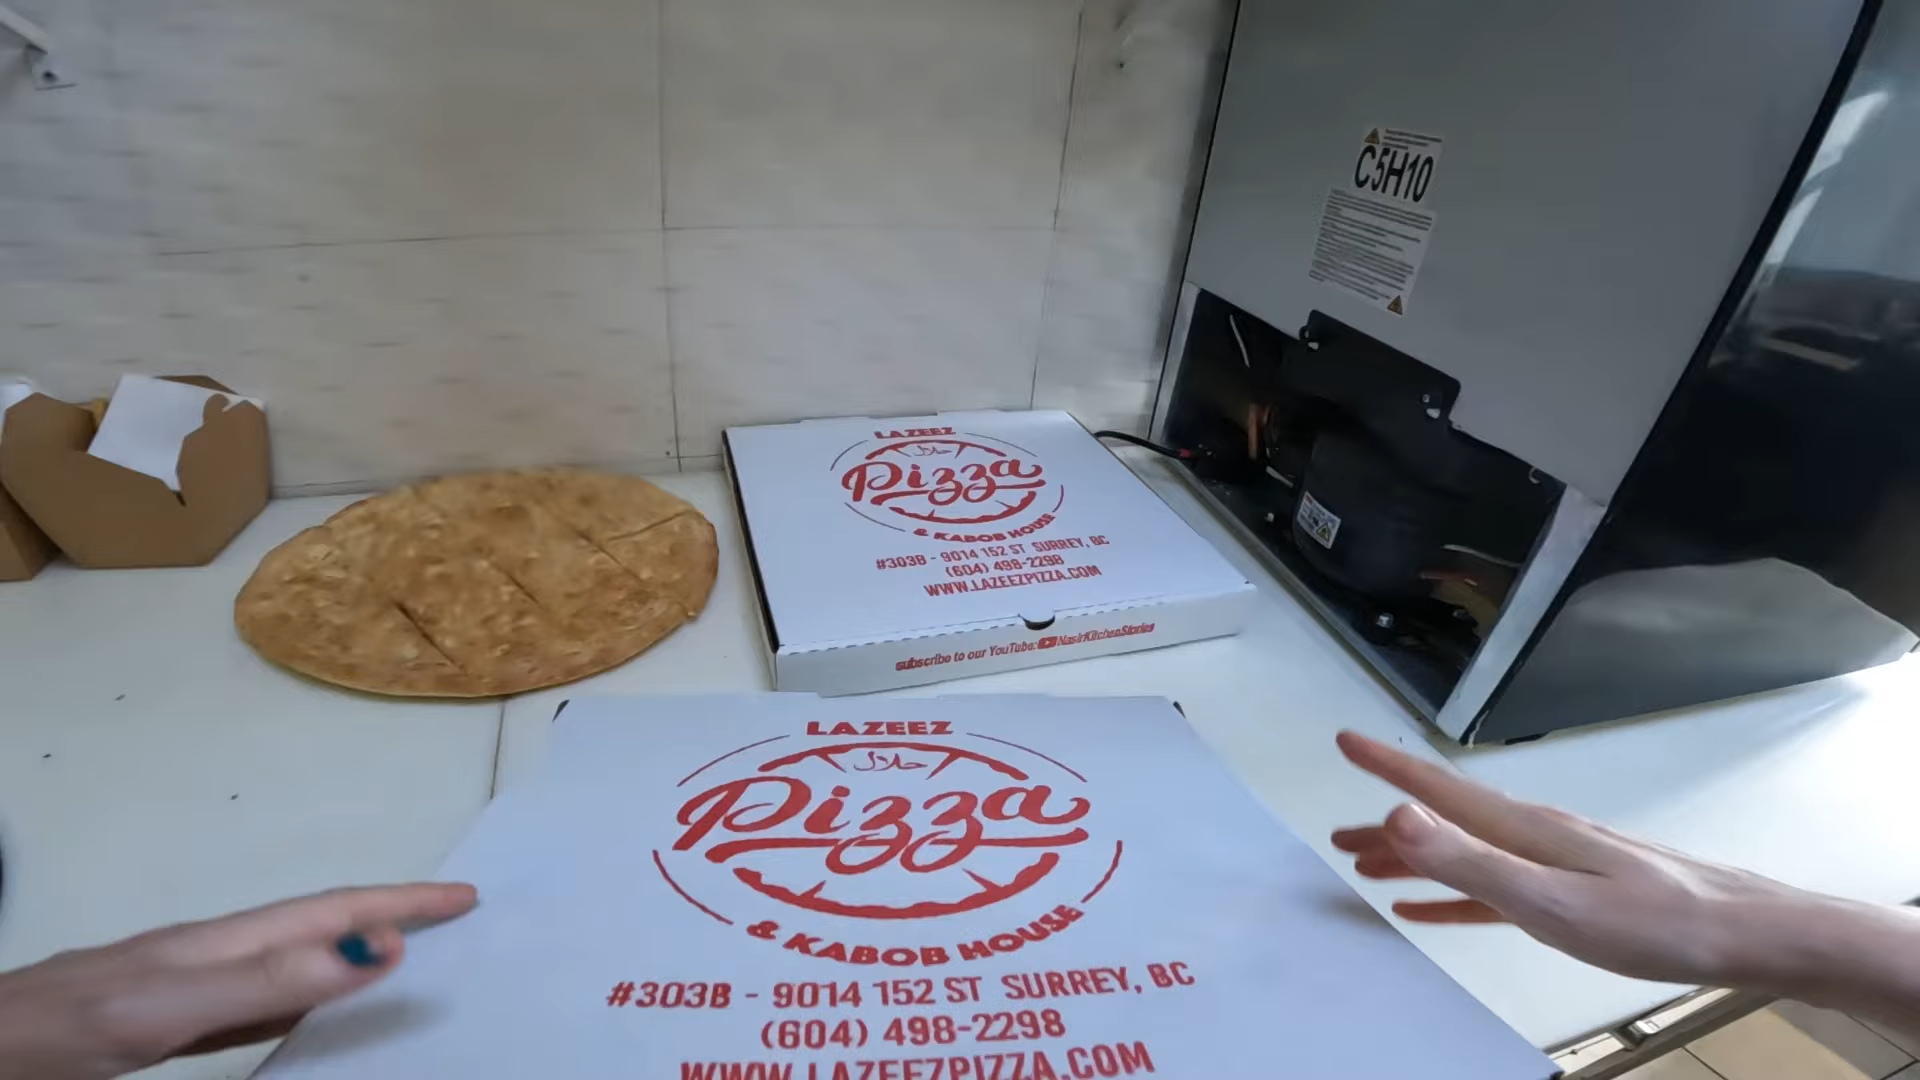 C5H10
LAZEEZ
حلال
Pizza
& KABOB HOUSE
#303B - 9014 152 ST SURREY, BC
(604) 498-2298
WWW.LAZEEZPIZZA.COM
subscribe to our YouTube: NasirKitchenStories
LAZEEZ
حلال
Pizza
& KABOB HOUSE
#303B - 9014 152 ST SURREY, BC
(604) 498-2298
WWW.LAZEEZPIZZA.COM